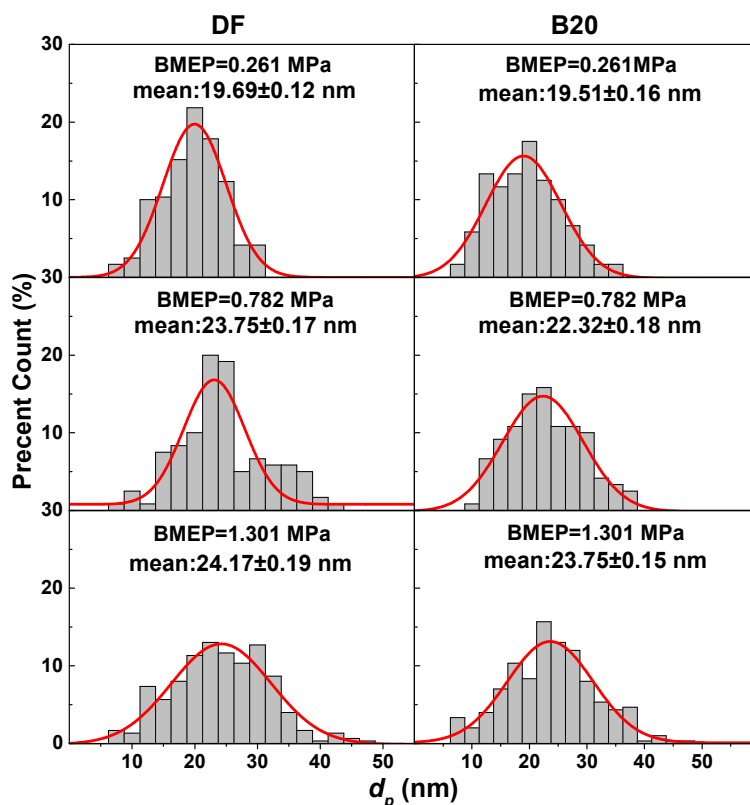 DF
B20
Precent Count (%)
30
20
10
30
20
10
30
20
10
0
BMEP=0.261 MPa
mean:19.69±0.12 nm
BMEP=0.261MPa
mean:19.51±0.16 nm
BMEP=0.782 MPa
mean:23.75±0.17 nm
BMEP=0.782 MPa
mean:22.32±0.18 nm
BMEP=1.301 MPa
mean:24.17±0.19 nm
BMEP=1.301 MPa
mean:23.75±0.15 nm
10 20 30 40 50
10 20 30 40 50
dp (nm)